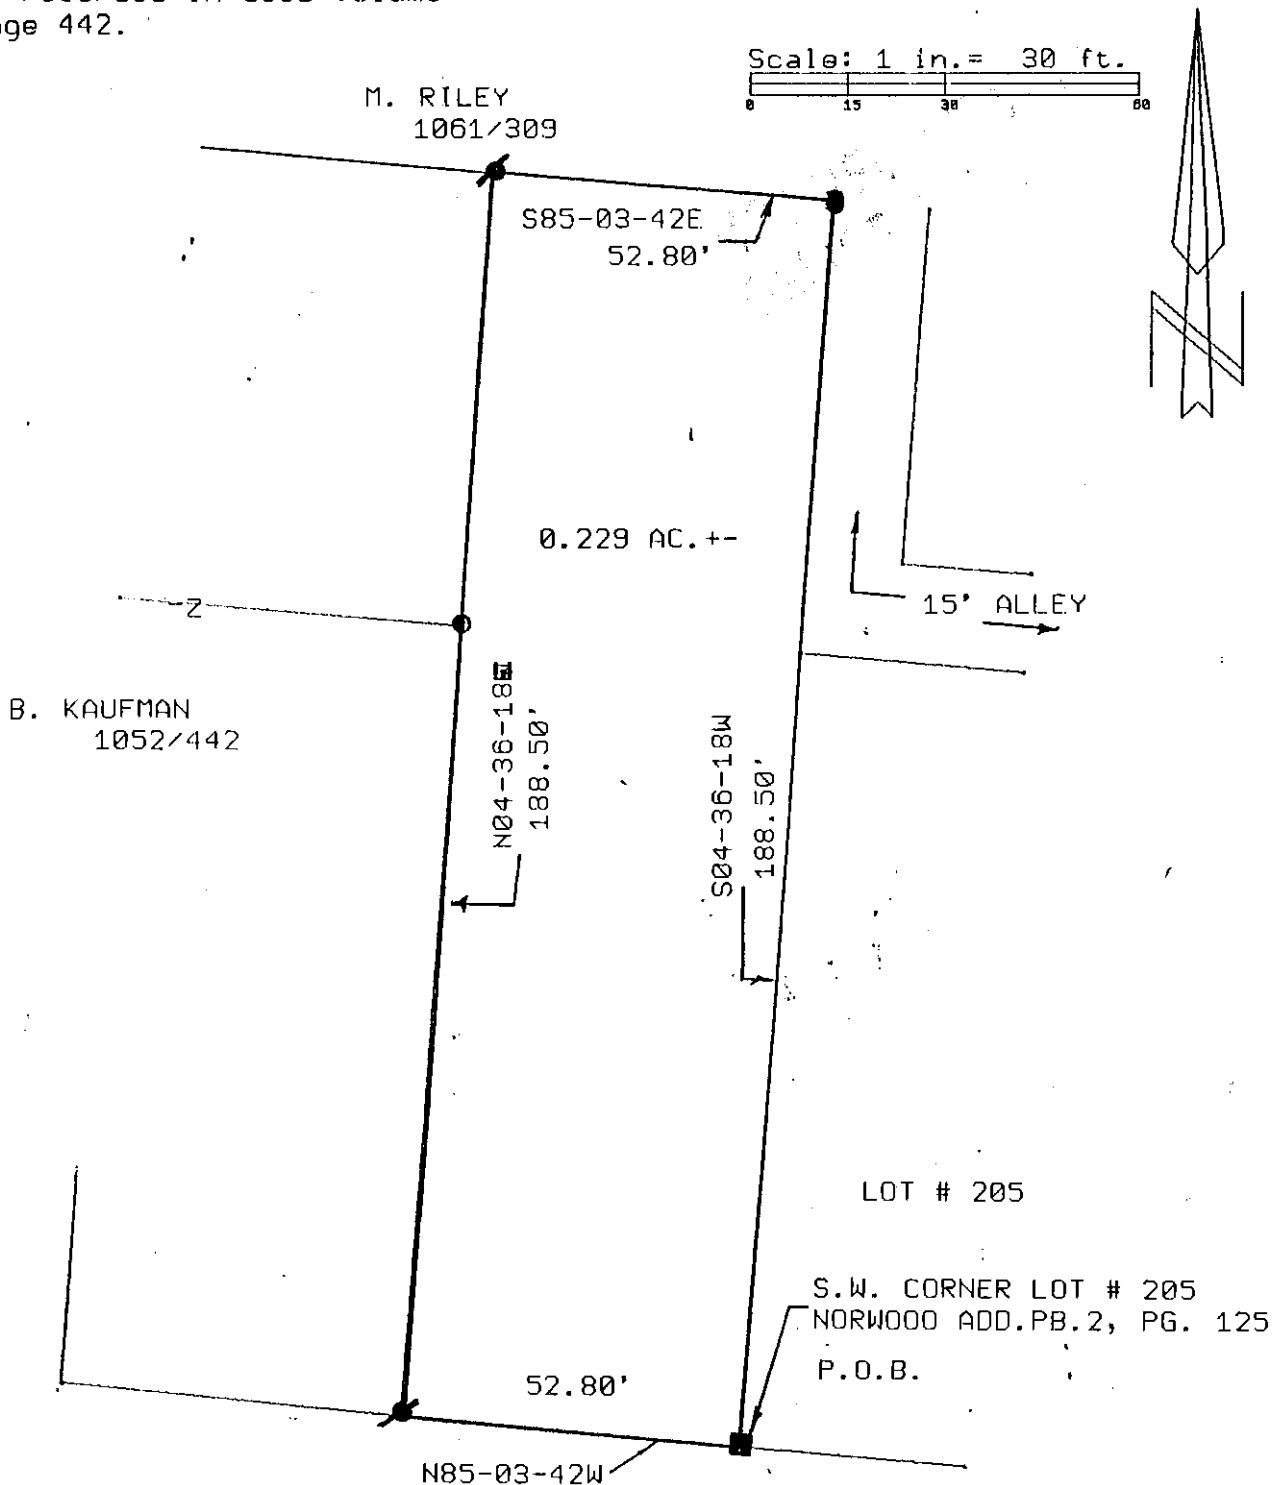 ge 442.
Scale: 1 in.= 30 ft.
0 15 30 60
M. RILEY
1061/309
S85-03-42E
52.80'
N
0.229 AC.+-
15' ALLEY
Z
B. KAUFMAN
1052/442
N04-36-18
188.50'
S04-36-18W
188.50'
LOT # 205
S.W. CORNER LOT # 205
NORWOOO ADD.PB.2, PG. 125
P.O.B.
52.80'
N85-03-42W